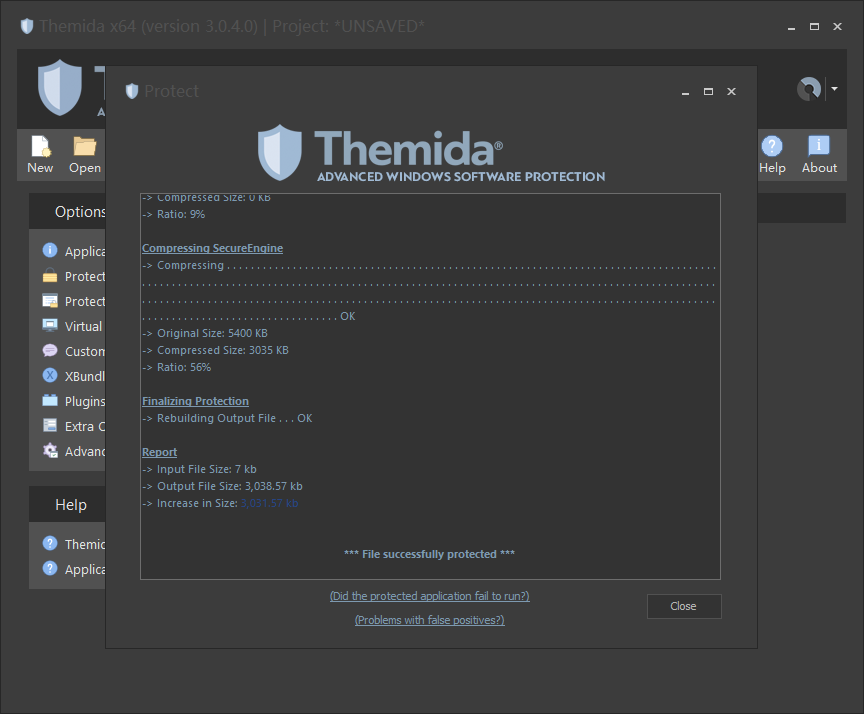 Themida x64 (version 3.0.4.0) | Project: *UNSAVED*
Protect
Themida®
ADVANCED WINDOWS SOFTWARE PROTECTION
New
Open
Help
About
Options
Applica
Protect
Protect
Virtual
Custom
XBundl
Plugins
Extra O
Advanc
Help
Themid
Applica
-> Compressed Size: 0 KB
-> Ratio: 9%
Compressing SecureEngine
-> Compressing . . . . . . . . . . . . . . . . . . . . . . . . . . . . . . . . . . . . . . . . . . . . . . . . . . . . . . . . . . . . . . . . . . . . . . . . . . . . . . . . . .
. . . . . . . . . . . . . . . . . . . . . . . . . . . . . . . . . . . . . . . . . . . . . . . . . . . . . . . . . . . . . . . . . . . . . . . . . . . . . . . . . . . . . . . . . . . . . . . .
. . . . . . . . . . . . . . . . . . . . . . . . . . . . . . . . . . . . . . . . . . . . . . . . . . . . . . . . . . . . . . . . . . . . . . . . . . . . . . . . . . . . . . . . . . . . . . . .
. . . . . . . . . . . . . . . . . . . . . . . . . . . . . . . . . OK
-> Original Size: 5400 KB
-> Compressed Size: 3035 KB
-> Ratio: 56%
Finalizing Protection
-> Rebuilding Output File . . . OK
Report
-> Input File Size: 7 kb
-> Output File Size: 3,038.57 kb
-> Increase in Size: 3,031.57 kb
*** File successfully protected ***
(Did the protected application fail to run?)
(Problems with false positives?)
Close